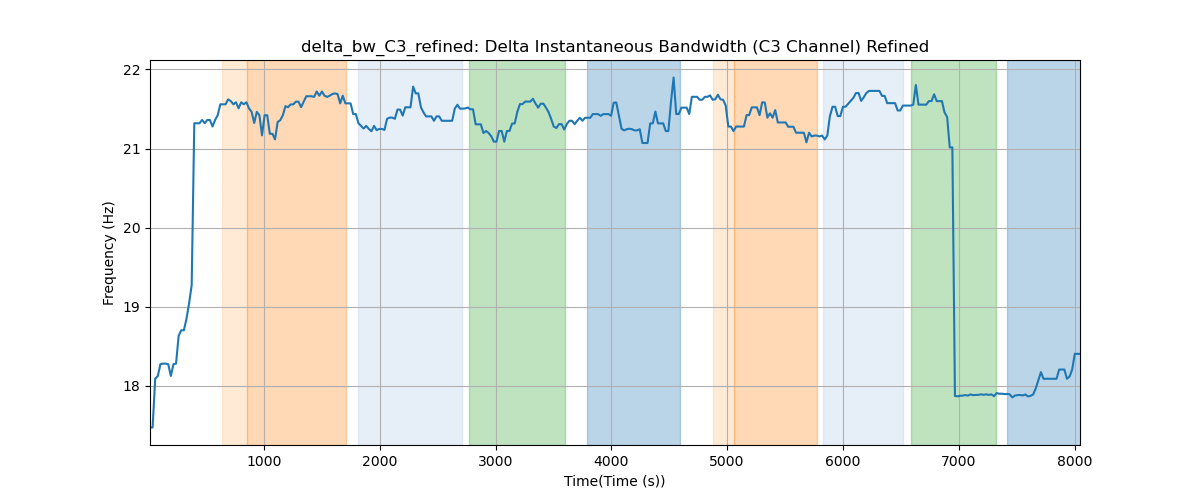 delta_bw_C3_refined: Delta Instantaneous Bandwidth (C3 Channel) Refined
Frequency (Hz)
22
21
20
19
18
1000 2000 3000 4000 5000 6000 7000 8000
Time(Time (s))